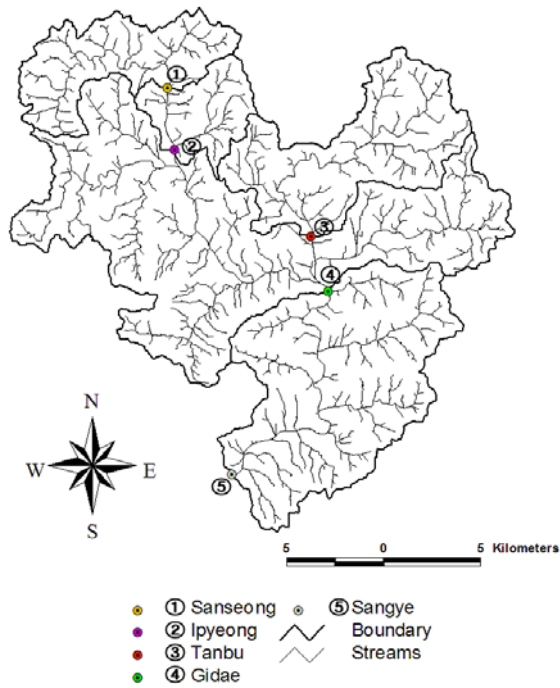 ①
②
③
④
⑤
N
W E
S
5 0 5 Kilometers
① Sanseong ⑤ Sangye
② Ipyeong Boundary
③ Tanbu Streams
④ Gidae